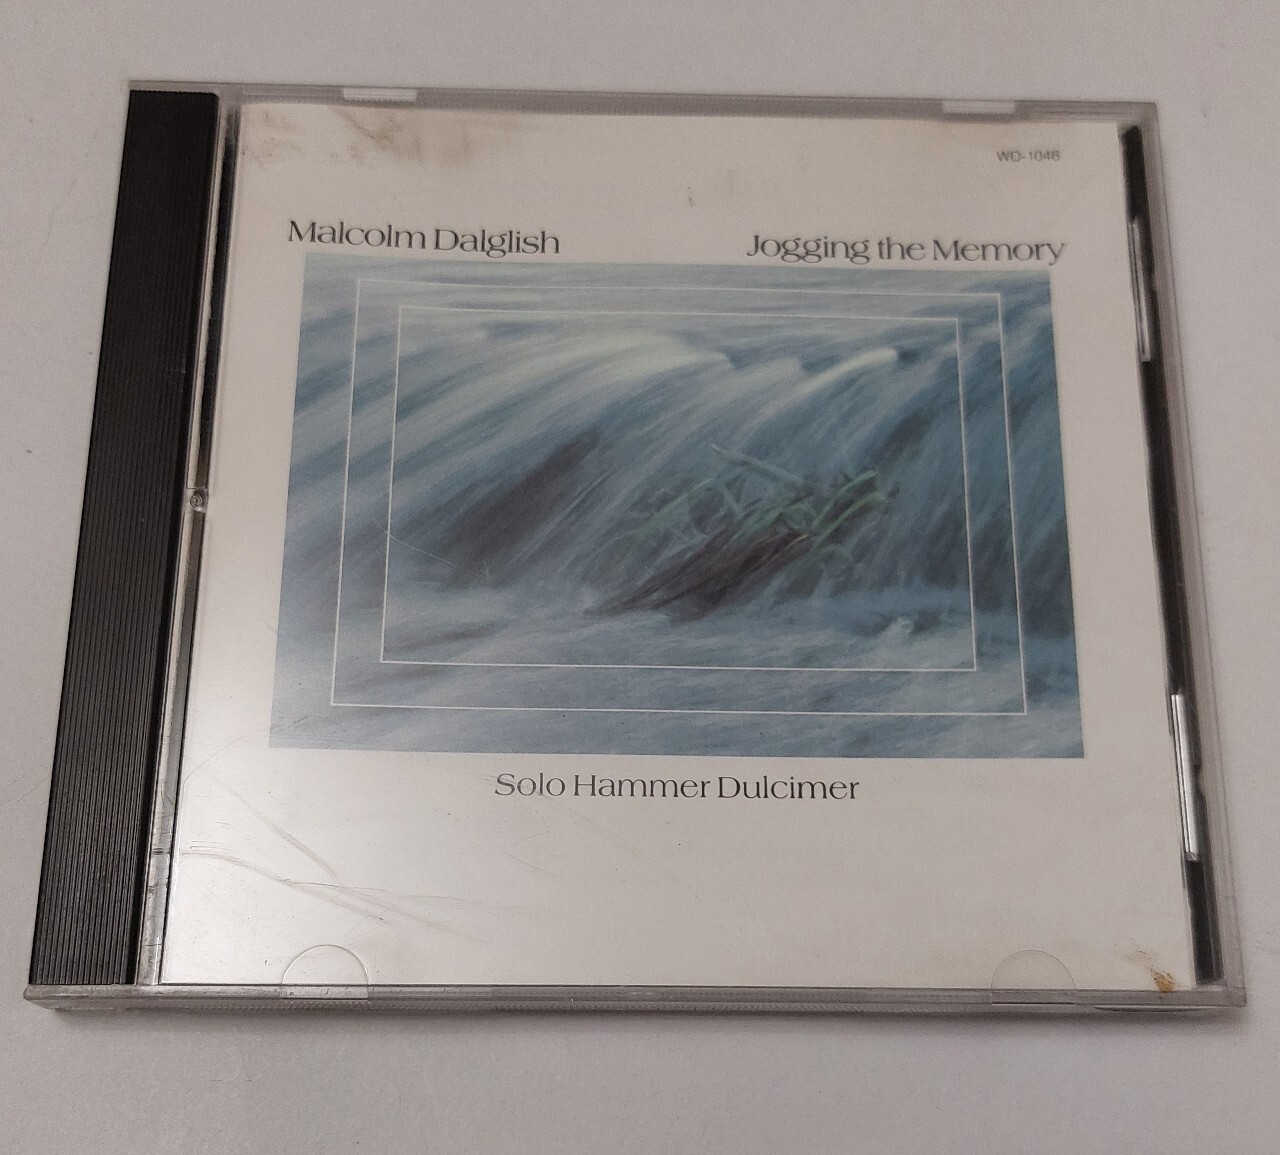 WD-1046
Malcolm Dalglish
Jogging the Memory
Solo Hammer Dulcimer